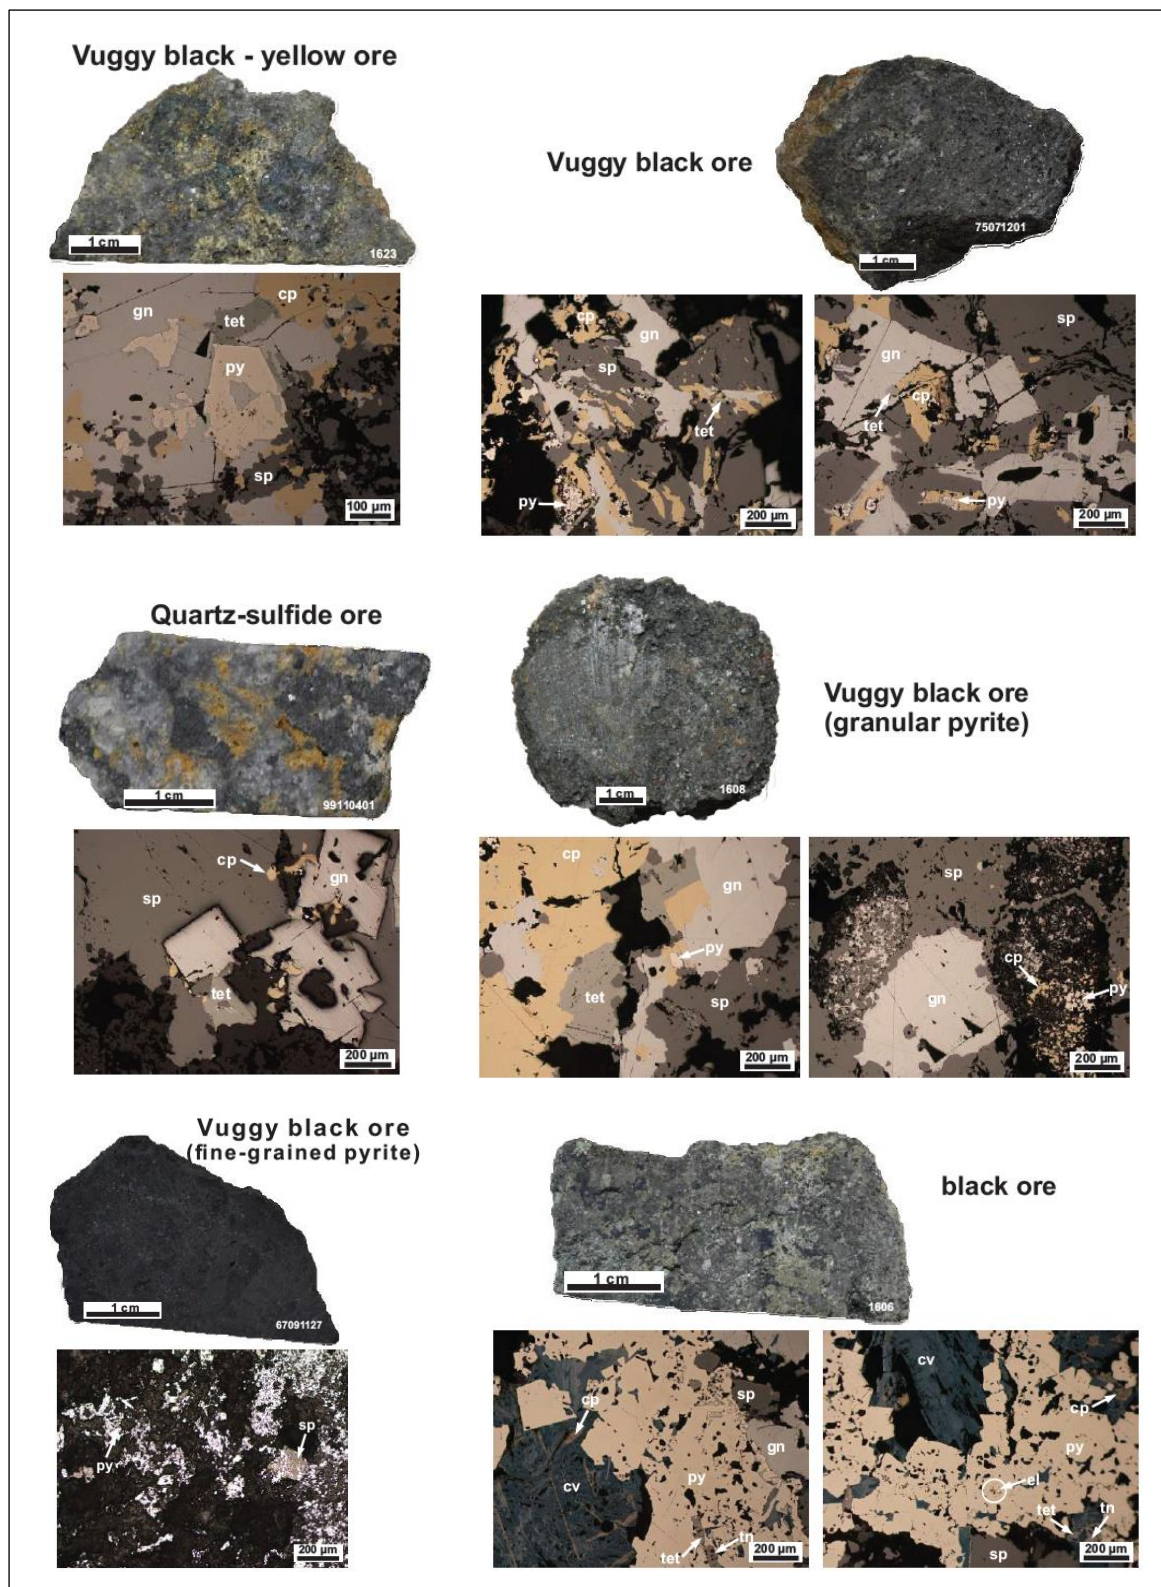 Vuggy black - yellow ore
1 cm
1623
gn
cp
tet
py
sp
100 µm
Vuggy black ore
75071201
1 cm
cp
gn
sp
tet
py
200 µm
sp
gn
cp
tet
py
200 µm
Quartz-sulfide ore
1 cm
99110401
cp
gn
sp
tet
200 µm
Vuggy black ore
(granular pyrite)
1 cm
1608
cp
gn
py
tet
sp
200 µm
sp
cp
py
gn
200 µm
Vuggy black ore
(fine-grained pyrite)
1 cm
67091127
sp
py
200 µm
black ore
1 cm
1606
cp
sp
gn
py
cv
tn
tet
200 µm
cv
cp
py
el
tet
tn
sp
200 µm